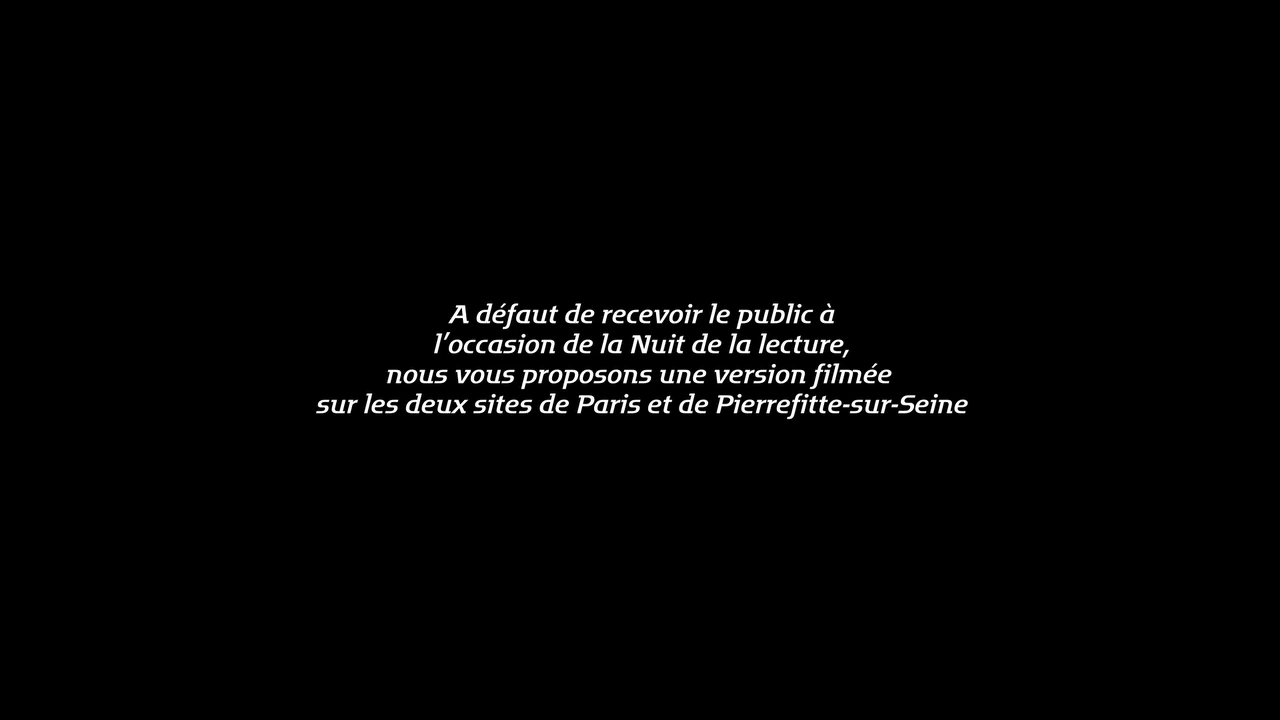 A défaut de recevoir le public à
l'occasion de la Nuit de la lecture,
nous vous proposons une version filmée
sur les deux sites de Paris et de Pierrefitte-sur-Seine